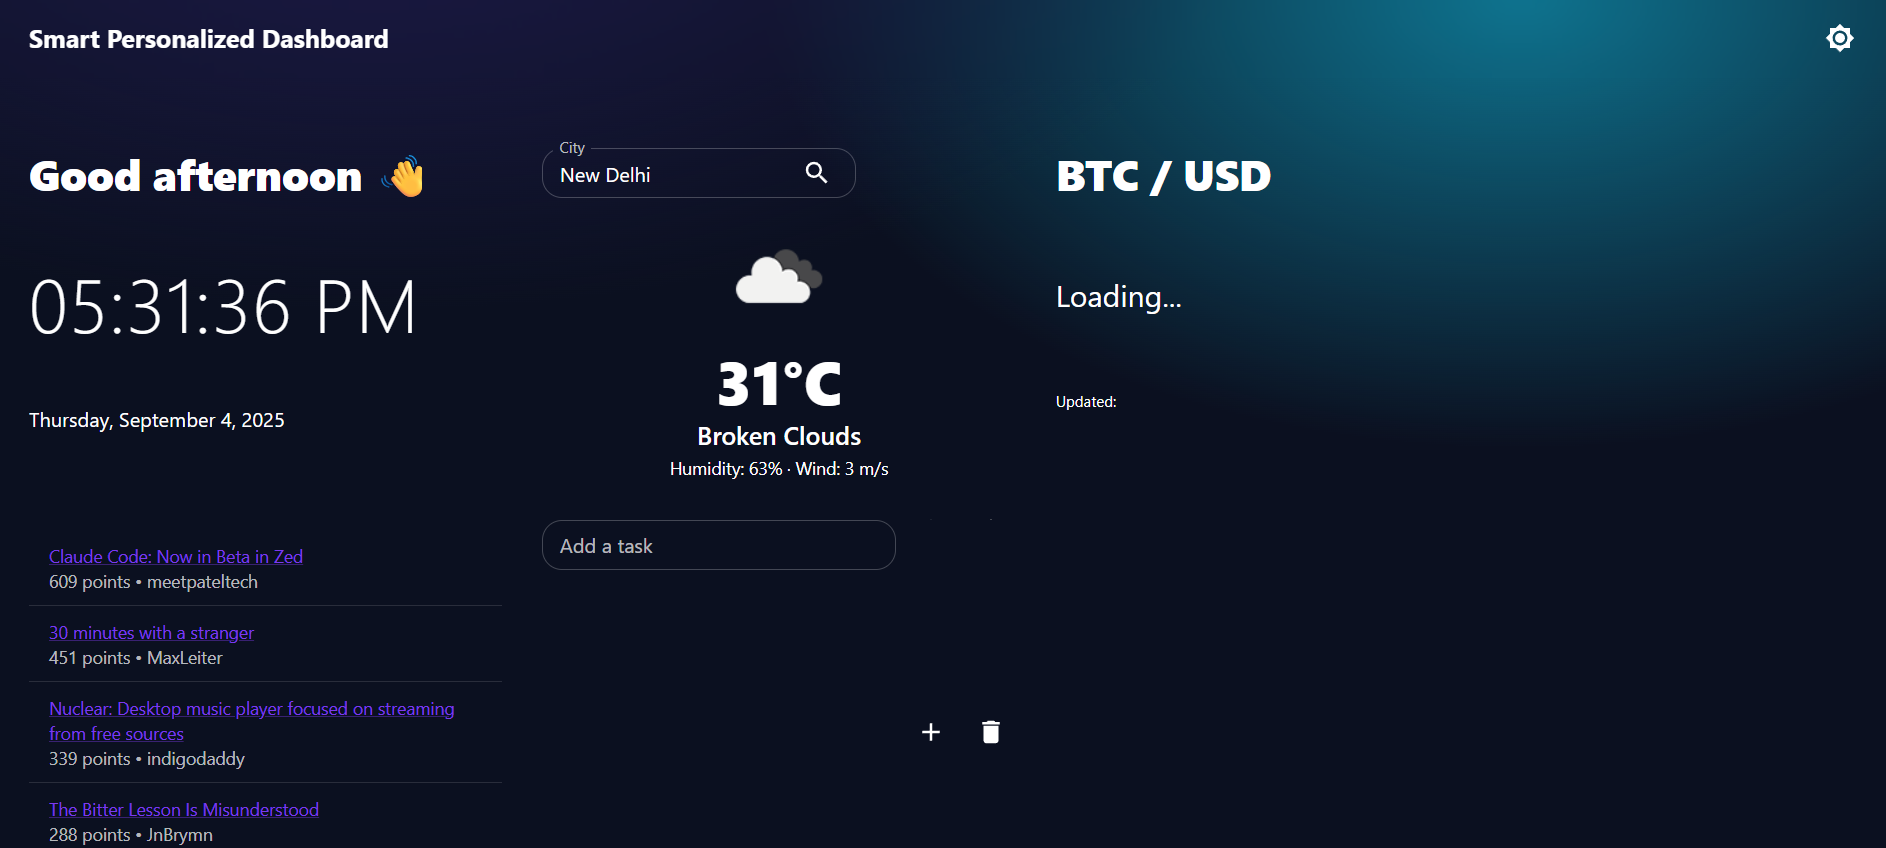 Smart Personalized Dashboard
Good afternoon 👋
05:31:36 PM
Thursday, September 4, 2025
Claude Code: Now in Beta in Zed
609 points • meetpateltech
30 minutes with a stranger
451 points • MaxLeiter
Nuclear: Desktop music player focused on streaming
from free sources
339 points • indigodaddy
The Bitter Lesson Is Misunderstood
288 points • JnBrymn
City
New Delhi
31°C
Broken Clouds
Humidity: 63% · Wind: 3 m/s
Add a task
BTC / USD
Loading...
Updated: